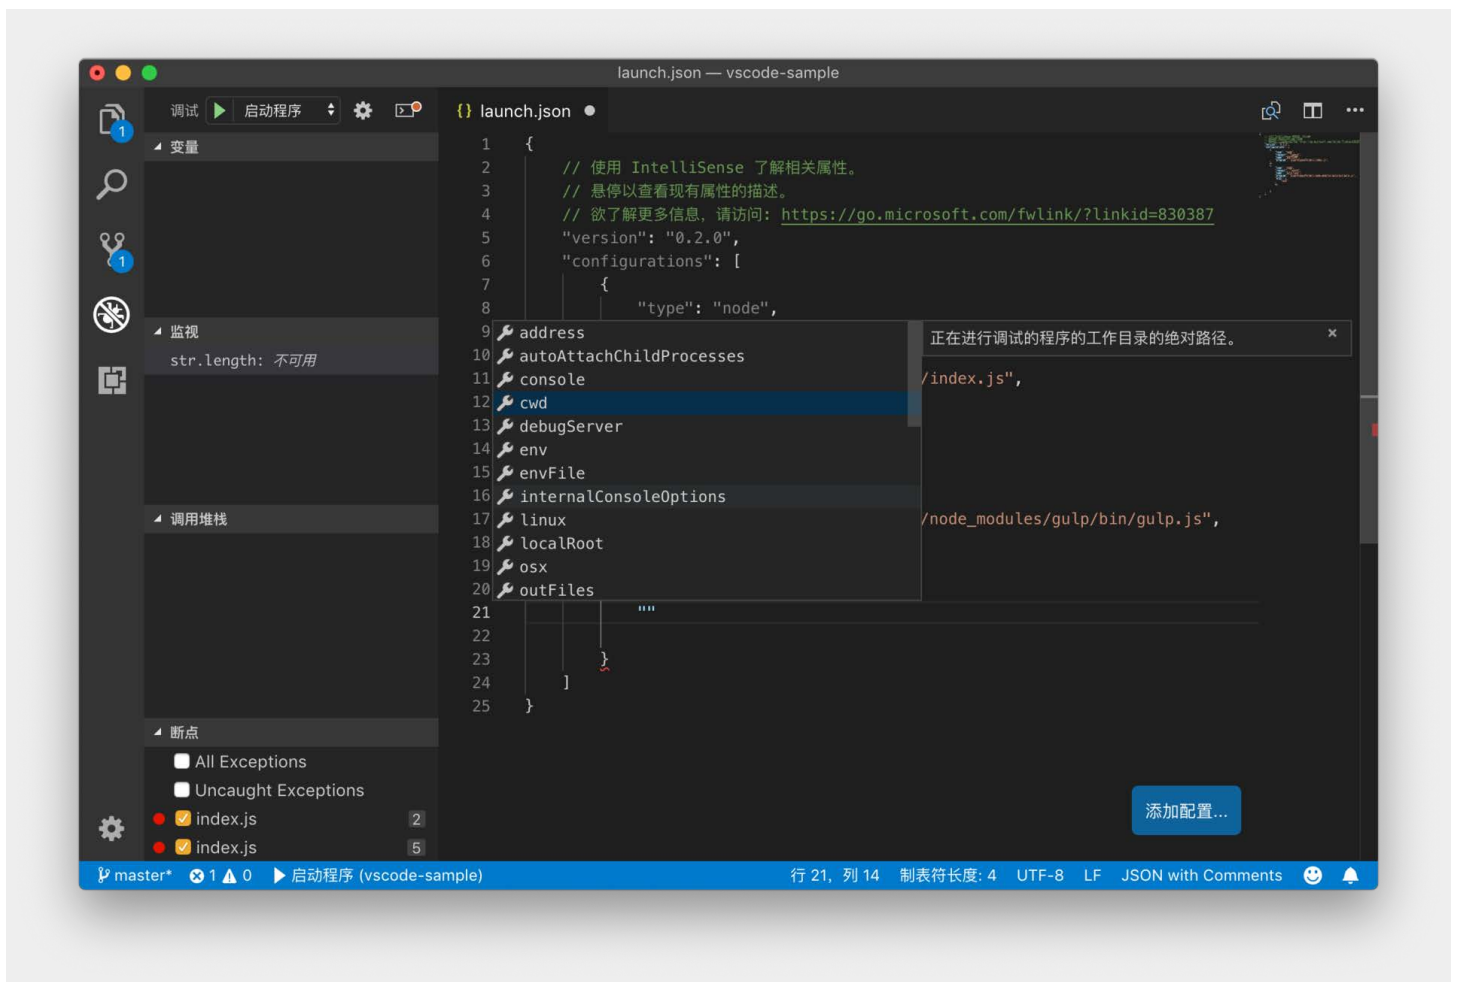 launch.json — vscode-sample
调试 启动程序
{} launch.json
1
1
变量
监视
str.length: 不可用
调用堆栈
断点
All Exceptions
Uncaught Exceptions
index.js 2
index.js 5
1 {
2 // 使用 IntelliSense 了解相关属性。
3 // 悬停以查看现有属性的描述。
4 // 欲了解更多信息，请访问: https://go.microsoft.com/fwlink/?linkid=830387
5 "version": "0.2.0",
6 "configurations": [
7 {
8 "type": "node",
9 address 正在进行调试的程序的工作目录的绝对路径。 ×
10 autoAttachChildProcesses
11 console /index.js",
12 cwd
13 debugServer
14 env
15 envFile
16 internalConsoleOptions
17 linux /node_modules/gulp/bin/gulp.js",
18 localRoot
19 osx
20 outFiles
21 ""
22
23 }
24 ]
25 }
添加配置...
master* 1 0 启动程序 (vscode-sample) 行 21，列 14 制表符长度: 4 UTF-8 LF JSON with Comments